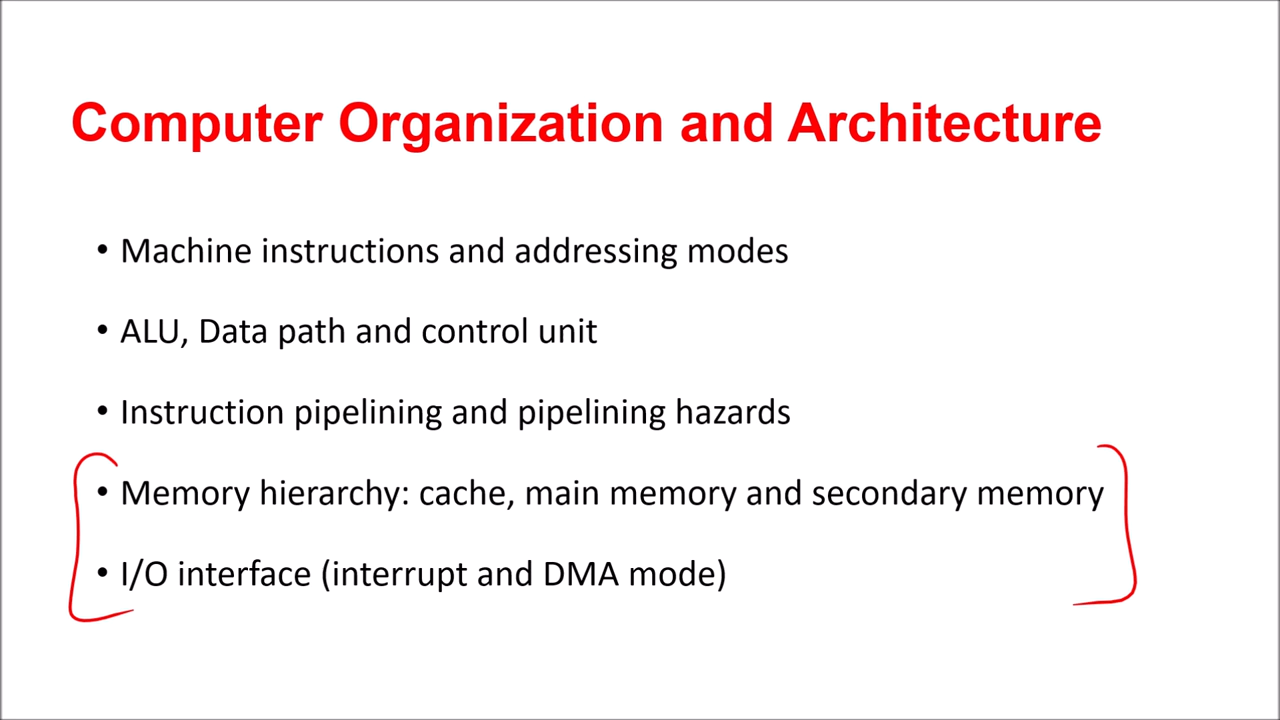 Computer Organization and Architecture
• Machine instructions and addressing modes
• ALU, Data path and control unit
• Instruction pipelining and pipelining hazards
• Memory hierarchy: cache, main memory and secondary memory
• I/O interface (interrupt and DMA mode)